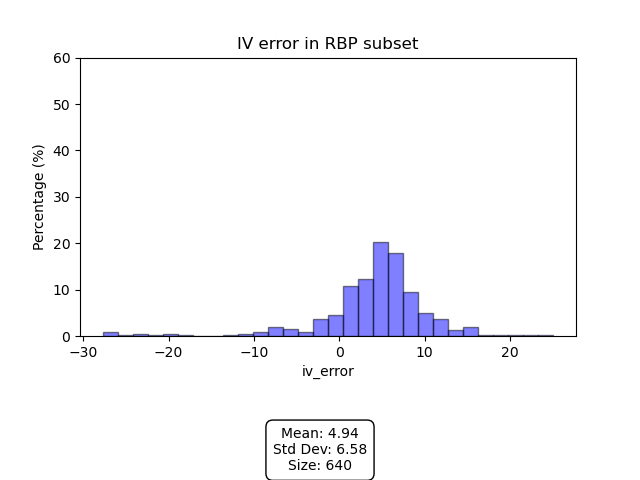 IV error in RBP subset
60
50
40
30
20
10
0
Percentage (%)
−30 −20 −10 0 10 20
iv_error
Mean: 4.94
Std Dev: 6.58
Size: 640